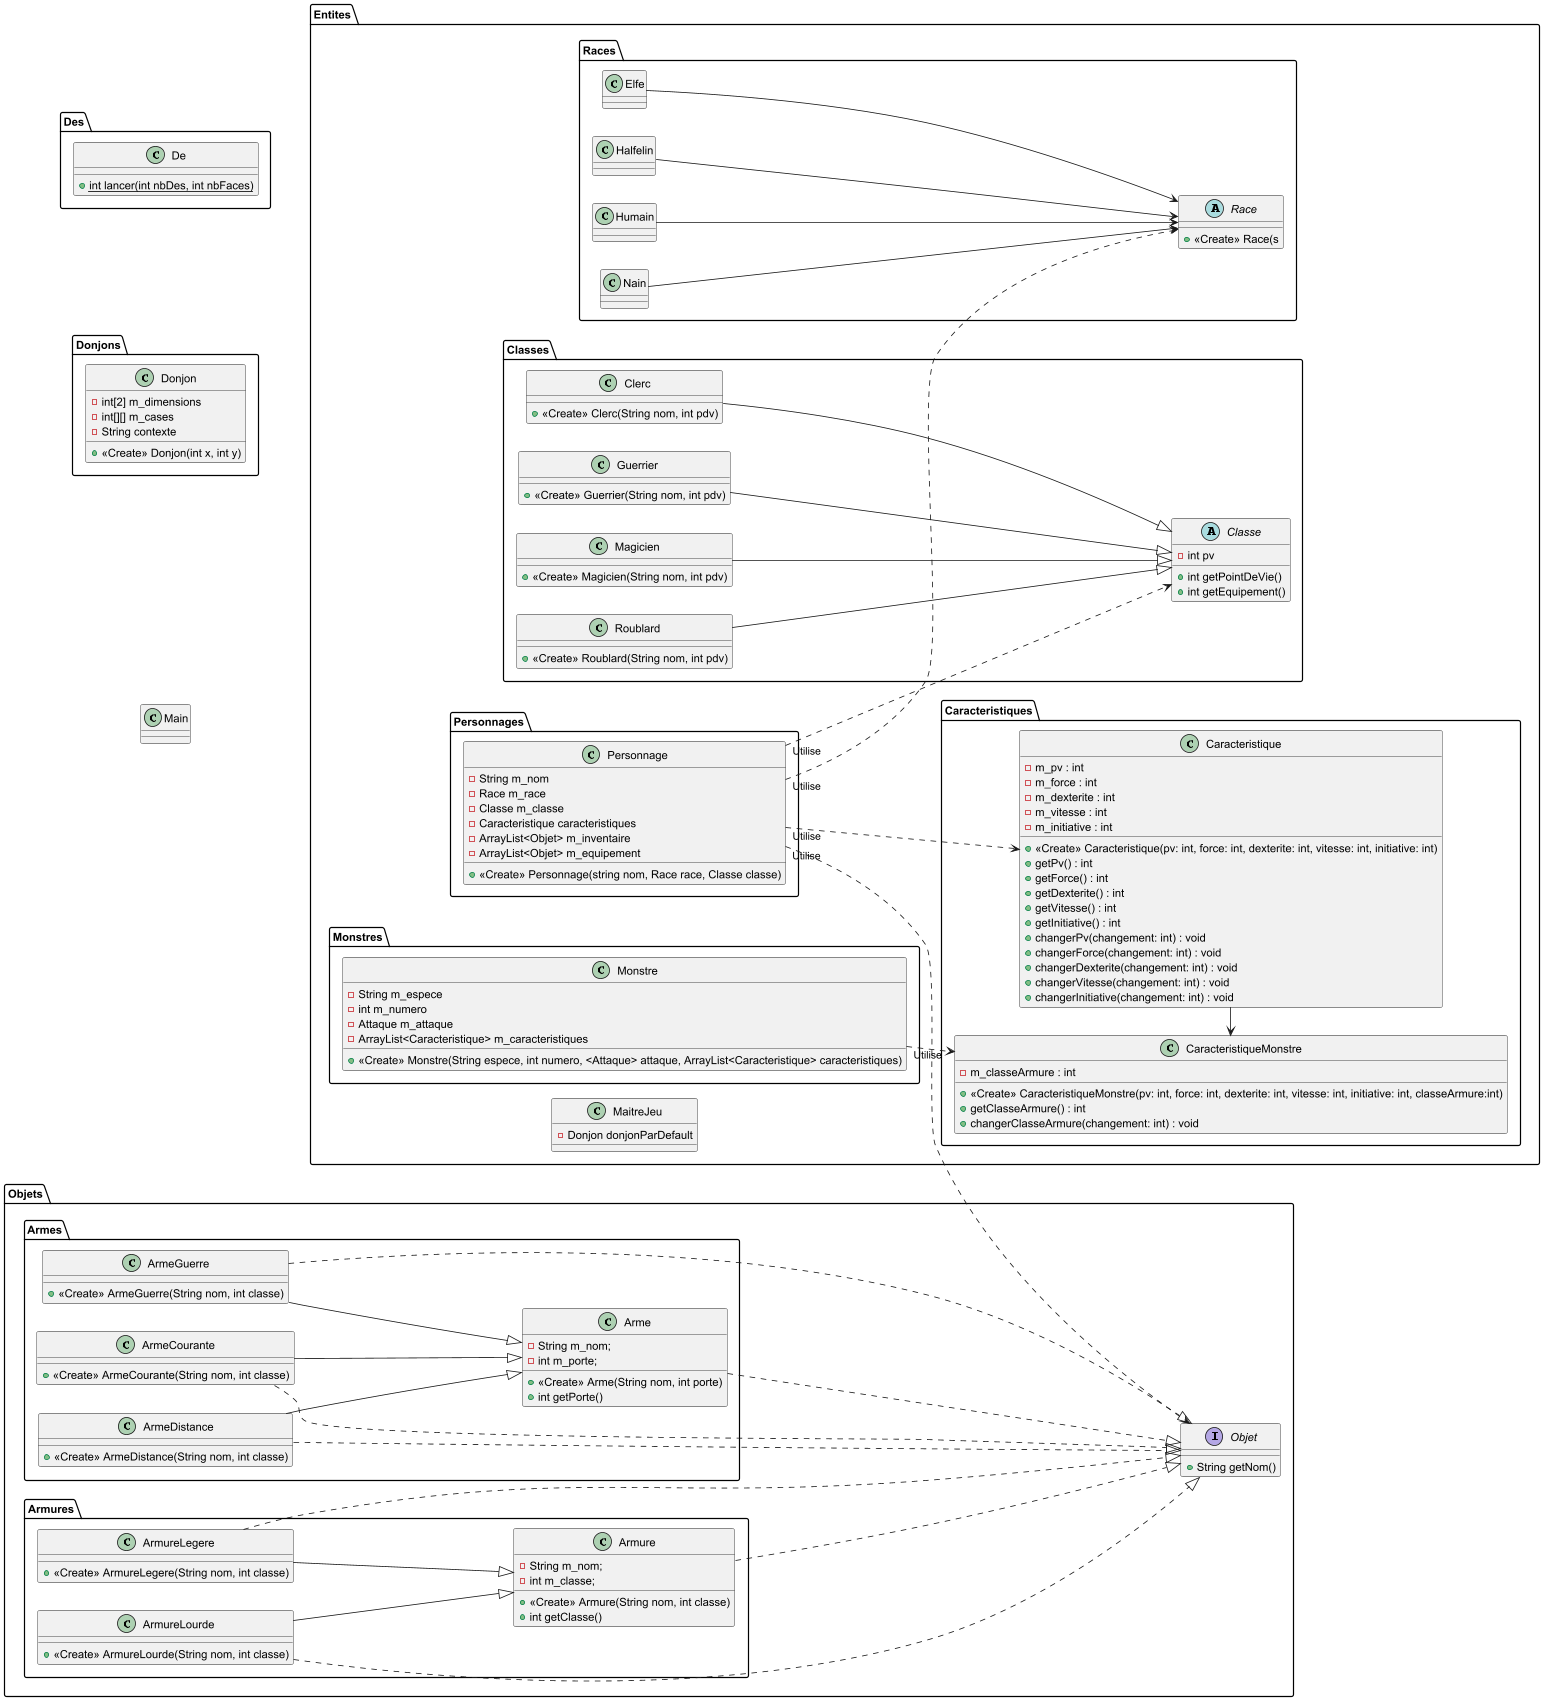 Entites
Races
C Elfe
C Halfelin
C Humain
C Nain
A Race
«Create» Race(s
Des
C De
int lancer(int nbDes, int nbFaces)
Donjons
C Donjon
int[2] m_dimensions
int[][] m_cases
String contexte
«Create» Donjon(int x, int y)
C Main
Classes
C Clerc
«Create» Clerc(String nom, int pdv)
C Guerrier
«Create» Guerrier(String nom, int pdv)
C Magicien
«Create» Magicien(String nom, int pdv)
C Roublard
«Create» Roublard(String nom, int pdv)
A Classe
int pv
int getPointDeVie()
int getEquipement()
Personnages
C Personnage
String m_nom
Race m_race
Classe m_classe
Caracteristique caracteristiques
ArrayList<Objet> m_inventaire
ArrayList<Objet> m_equipement
«Create» Personnage(string nom, Race race, Classe classe)
Utilise
Utilise
Utilise
Utilise
Caracteristiques
C Caracteristique
m_pv : int
m_force : int
m_dexterite : int
m_vitesse : int
m_initiative : int
«Create» Caracteristique(pv: int, force: int, dexterite: int, vitesse: int, initiative: int)
getPv() : int
getForce() : int
getDexterite() : int
getVitesse() : int
getInitiative() : int
changerPv(changement: int) : void
changerForce(changement: int) : void
changerDexterite(changement: int) : void
changerVitesse(changement: int) : void
changerInitiative(changement: int) : void
C CaracteristiqueMonstre
m_classeArmure : int
«Create» CaracteristiqueMonstre(pv: int, force: int, dexterite: int, vitesse: int, initiative: int, classeArmure:int)
getClasseArmure() : int
changerClasseArmure(changement: int) : void
Monstres
C Monstre
String m_espece
int m_numero
Attaque m_attaque
ArrayList<Caracteristique> m_caracteristiques
«Create» Monstre(String espece, int numero, <Attaque> attaque, ArrayList<Caracteristique> caracteristiques)
Utilise
C MaitreJeu
Donjon donjonParDefault
Objets
Armes
C ArmeGuerre
«Create» ArmeGuerre(String nom, int classe)
C ArmeCourante
«Create» ArmeCourante(String nom, int classe)
C ArmeDistance
«Create» ArmeDistance(String nom, int classe)
C Arme
String m_nom;
int m_porte;
«Create» Arme(String nom, int porte)
int getPorte()
I Objet
String getNom()
Armures
C ArmureLegere
«Create» ArmureLegere(String nom, int classe)
C ArmureLourde
«Create» ArmureLourde(String nom, int classe)
C Armure
String m_nom;
int m_classe;
«Create» Armure(String nom, int classe)
int getClasse()